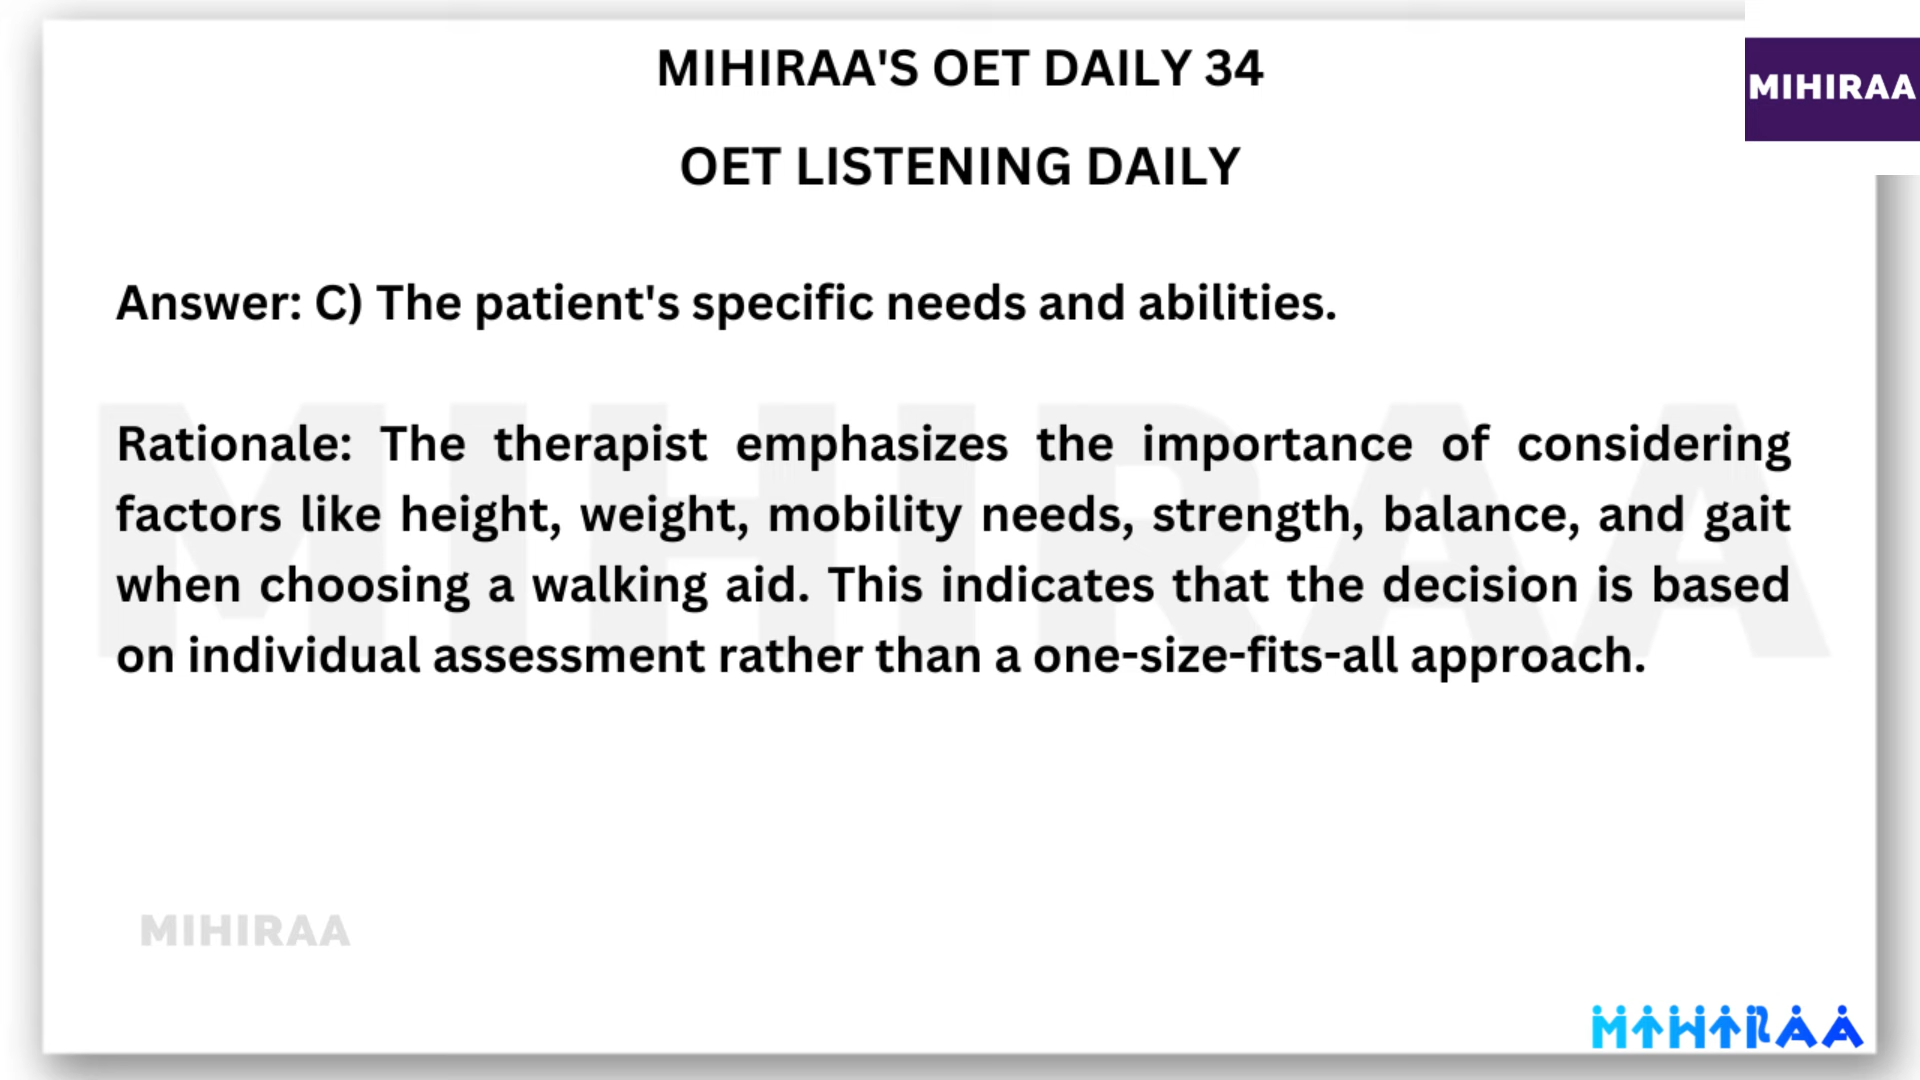 MIHIRAA'S OET DAILY 34
MIHIRAA
OET LISTENING DAILY
Answer: C) The patient's specific needs and abilities.
Rationale: The therapist emphasizes the importance of considering
factors like height, weight, mobility needs, strength, balance, and gait
when choosing a walking aid. This indicates that the decision is based
on individual assessment rather than a one-size-fits-all approach.
MIHIRAA
MIHIRAA
MIHIRAA